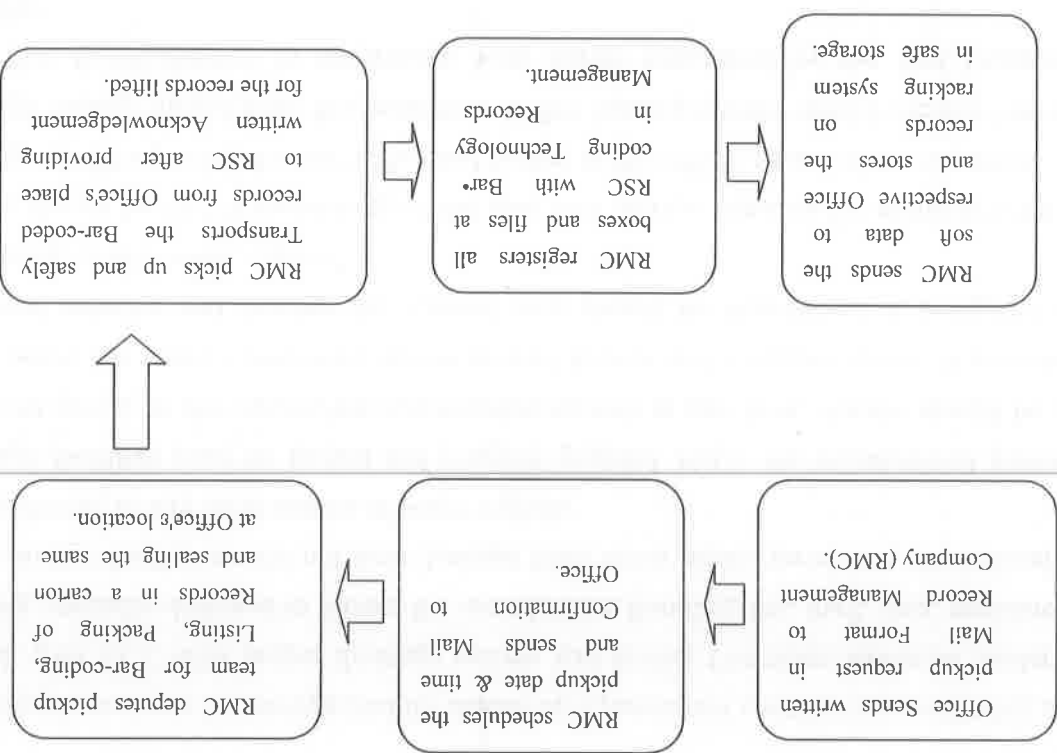 Office Sends written
pickup request in
Mail Format to
Record Management
Company (RMC).
RMC schedules the
pickup date & time
and sends Mail
Confirmation to
Office.
RMC deputes pickup
team for Bar-coding,
Listing, Packing of
Records in a carton
and sealing the same
at Office's location.
RMC picks up and safely
Transports the Bar-coded
records from Office's place
to RSC after providing
written Acknowledgement
for the records lifted.
RMC registers all
boxes and files at
RSC with Bar-
coding Technology
in Records
Management.
RMC sends the
soft data to
respective Office
and stores the
records on
racking system
in safe storage.